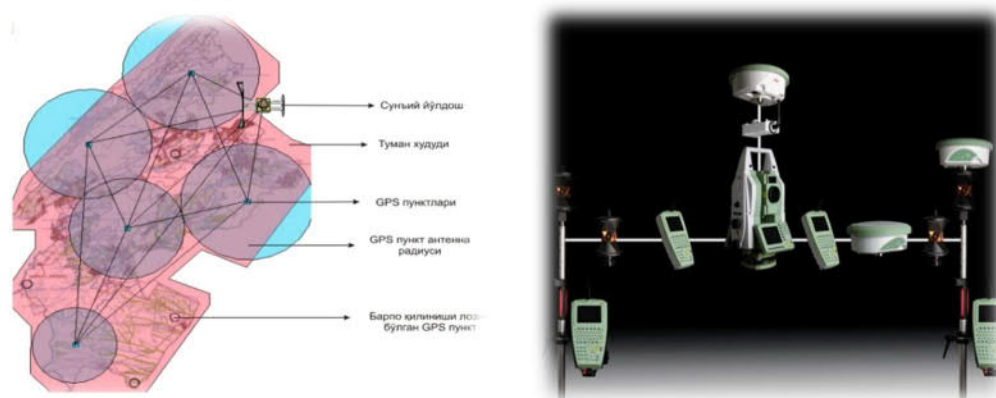 Сунъий йўлдош
Туман худуди
GPS пунктлари
GPS пункт антенна
радиуси
Барпо қилиниши
бўлган GPS пункт